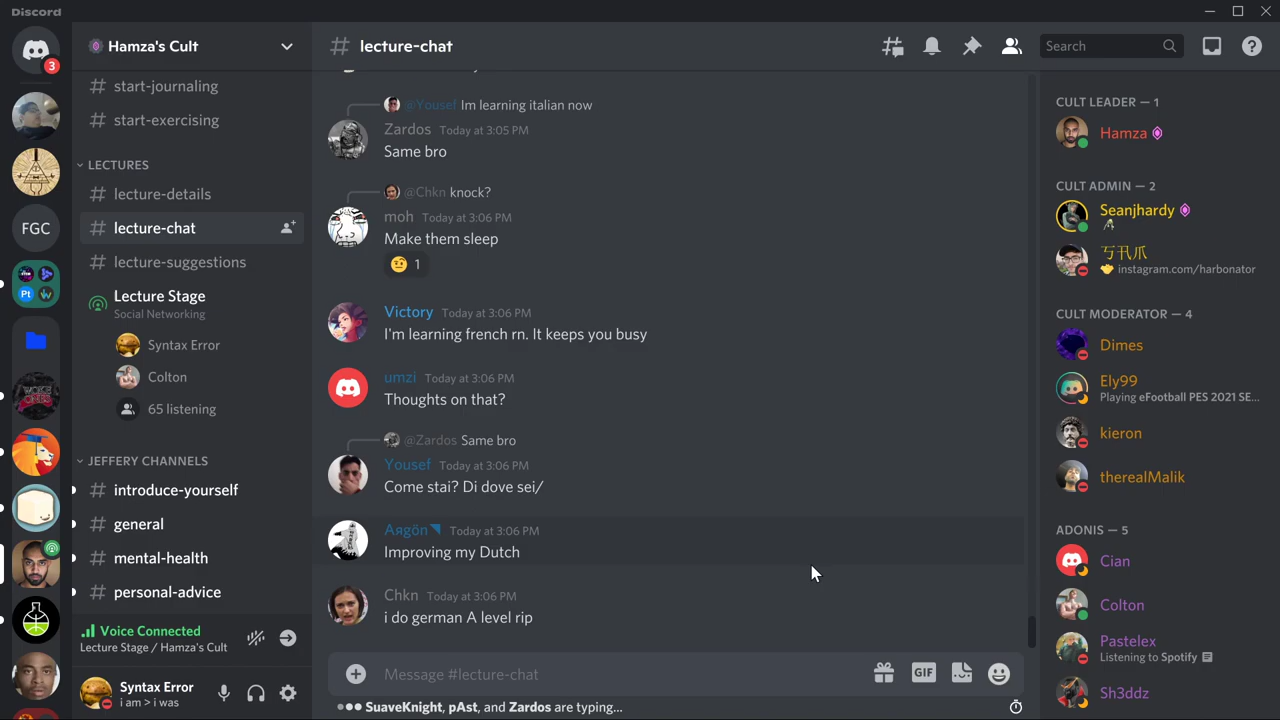 Discord
3
FGC
Hamza's Cult
start-journaling
start-exercising
LECTURES
lecture-details
lecture-chat
lecture-suggestions
Lecture Stage
Social Networking
Syntax Error
Colton
65 listening
JEFFERY CHANNELS
introduce-yourself
general
mental-health
personal-advice
Voice Connected
Lecture Stage / Hamza's Cult
Syntax Error
i am > i was
# lecture-chat
Search
@Yousef Im learning italian now
Zardos Today at 3:05 PM
Same bro
@Chkn knock?
moh Today at 3:06 PM
Make them sleep
1
Victory Today at 3:06 PM
I'm learning french rn. It keeps you busy
umzi Today at 3:06 PM
Thoughts on that?
@Zardos Same bro
Yousef Today at 3:06 PM
Come stai? Di dove sei/
Aʀgön◥ Today at 3:06 PM
Improving my Dutch
Chkn Today at 3:06 PM
i do german A level rip
Message #lecture-chat
GIF
SuaveKnight, pAst, and Zardos are typing...
CULT LEADER — 1
Hamza
CULT ADMIN — 2
Seanjhardy
instagram.com/harbonator
CULT MODERATOR — 4
Dimes
Ely99
Playing eFootball PES 2021 SE...
kieron
therealMalik
ADONIS — 5
Cian
Colton
Pastelex
Listening to Spotify
Sh3ddz